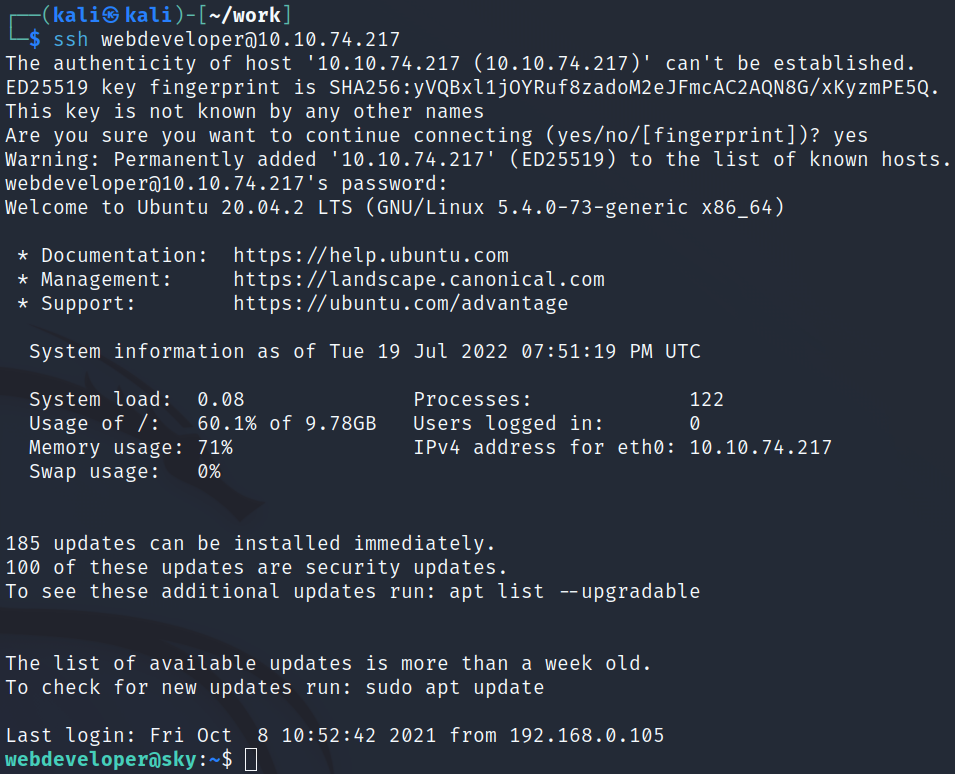 ┌──(kali㉿kali)-[~/work]
└─$ ssh webdeveloper@10.10.74.217
The authenticity of host '10.10.74.217 (10.10.74.217)' can't be established.
ED25519 key fingerprint is SHA256:yVQBxl1jOYRuf8zadoM2eJFmcAC2AQN8G/xKyzmPE5Q.
This key is not known by any other names
Are you sure you want to continue connecting (yes/no/[fingerprint])? yes
Warning: Permanently added '10.10.74.217' (ED25519) to the list of known hosts.
webdeveloper@10.10.74.217's password:
Welcome to Ubuntu 20.04.2 LTS (GNU/Linux 5.4.0-73-generic x86_64)

 * Documentation:  https://help.ubuntu.com
 * Management:     https://landscape.canonical.com
 * Support:        https://ubuntu.com/advantage

  System information as of Tue 19 Jul 2022 07:51:19 PM UTC

  System load:  0.08              Processes:             122
  Usage of /:   60.1% of 9.78GB   Users logged in:       0
  Memory usage: 71%               IPv4 address for eth0: 10.10.74.217
  Swap usage:   0%

185 updates can be installed immediately.
100 of these updates are security updates.
To see these additional updates run: apt list --upgradable

The list of available updates is more than a week old.
To check for new updates run: sudo apt update

Last login: Fri Oct  8 10:52:42 2021 from 192.168.0.105
webdeveloper@sky:~$